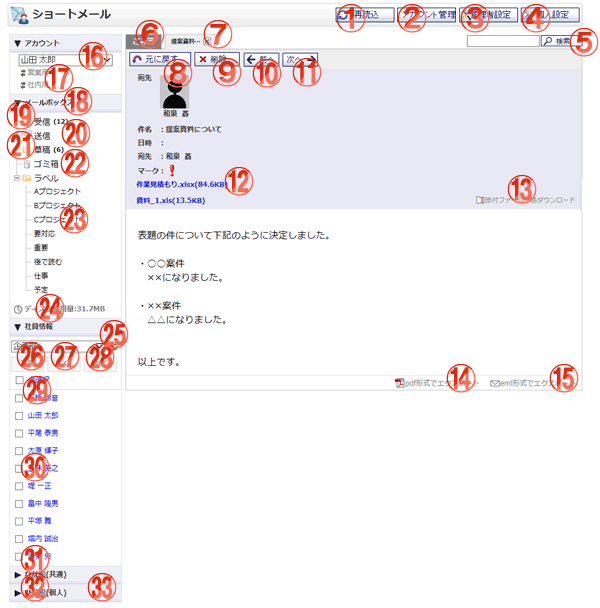 ショートメール
① 再読込 ② アカウント管理 ③ 管理者設定 ④ 個人設定
▼ アカウント ⑥ 提案資料… ⑦ 検索 ⑤
山田 太郎 ⑯
⑧ 元に戻す ⑨ 削除 ⑩ 前へ 次へ ⑪
営業
社内用 ⑰
宛先
▼ メールボックス ⑱
和泉 蒼
⑲ 受信 (12)
件名 ：提案資料について
送信 ⑳
日時 ：
㉑ 草稿 (6)
宛先 ：和泉 蒼
ゴミ箱 ㉒
マーク：
ラベル
作業見積もり.xlsx(84.6KB) ⑫
Aプロジェクト
資料_1.xls(13.5KB)
⑬ 添付ファイル ダウンロード
Bプロジェクト
Cプロジェクト ㉓
要対応
重要
後で読む
仕事
予定
表題の件について下記のように決定しました。
・○○案件
××になりました。
・××案件
△△になりました。
以上です。
㉔ 用量:31.7MB
▼ 社員情報 ㉕
㉖ ㉗ ㉘
⑭ pdf形式でエクスポート ⑮ eml形式でエクスポート
㉙
山田 太郎
平尾 泰男
大原 輝子
㉚ 之
堤 一正
畠中 隆男
平塚 舞
堀内 誠治
㉛
▶ (共通)
㉜ ▶ (個人) ㉝